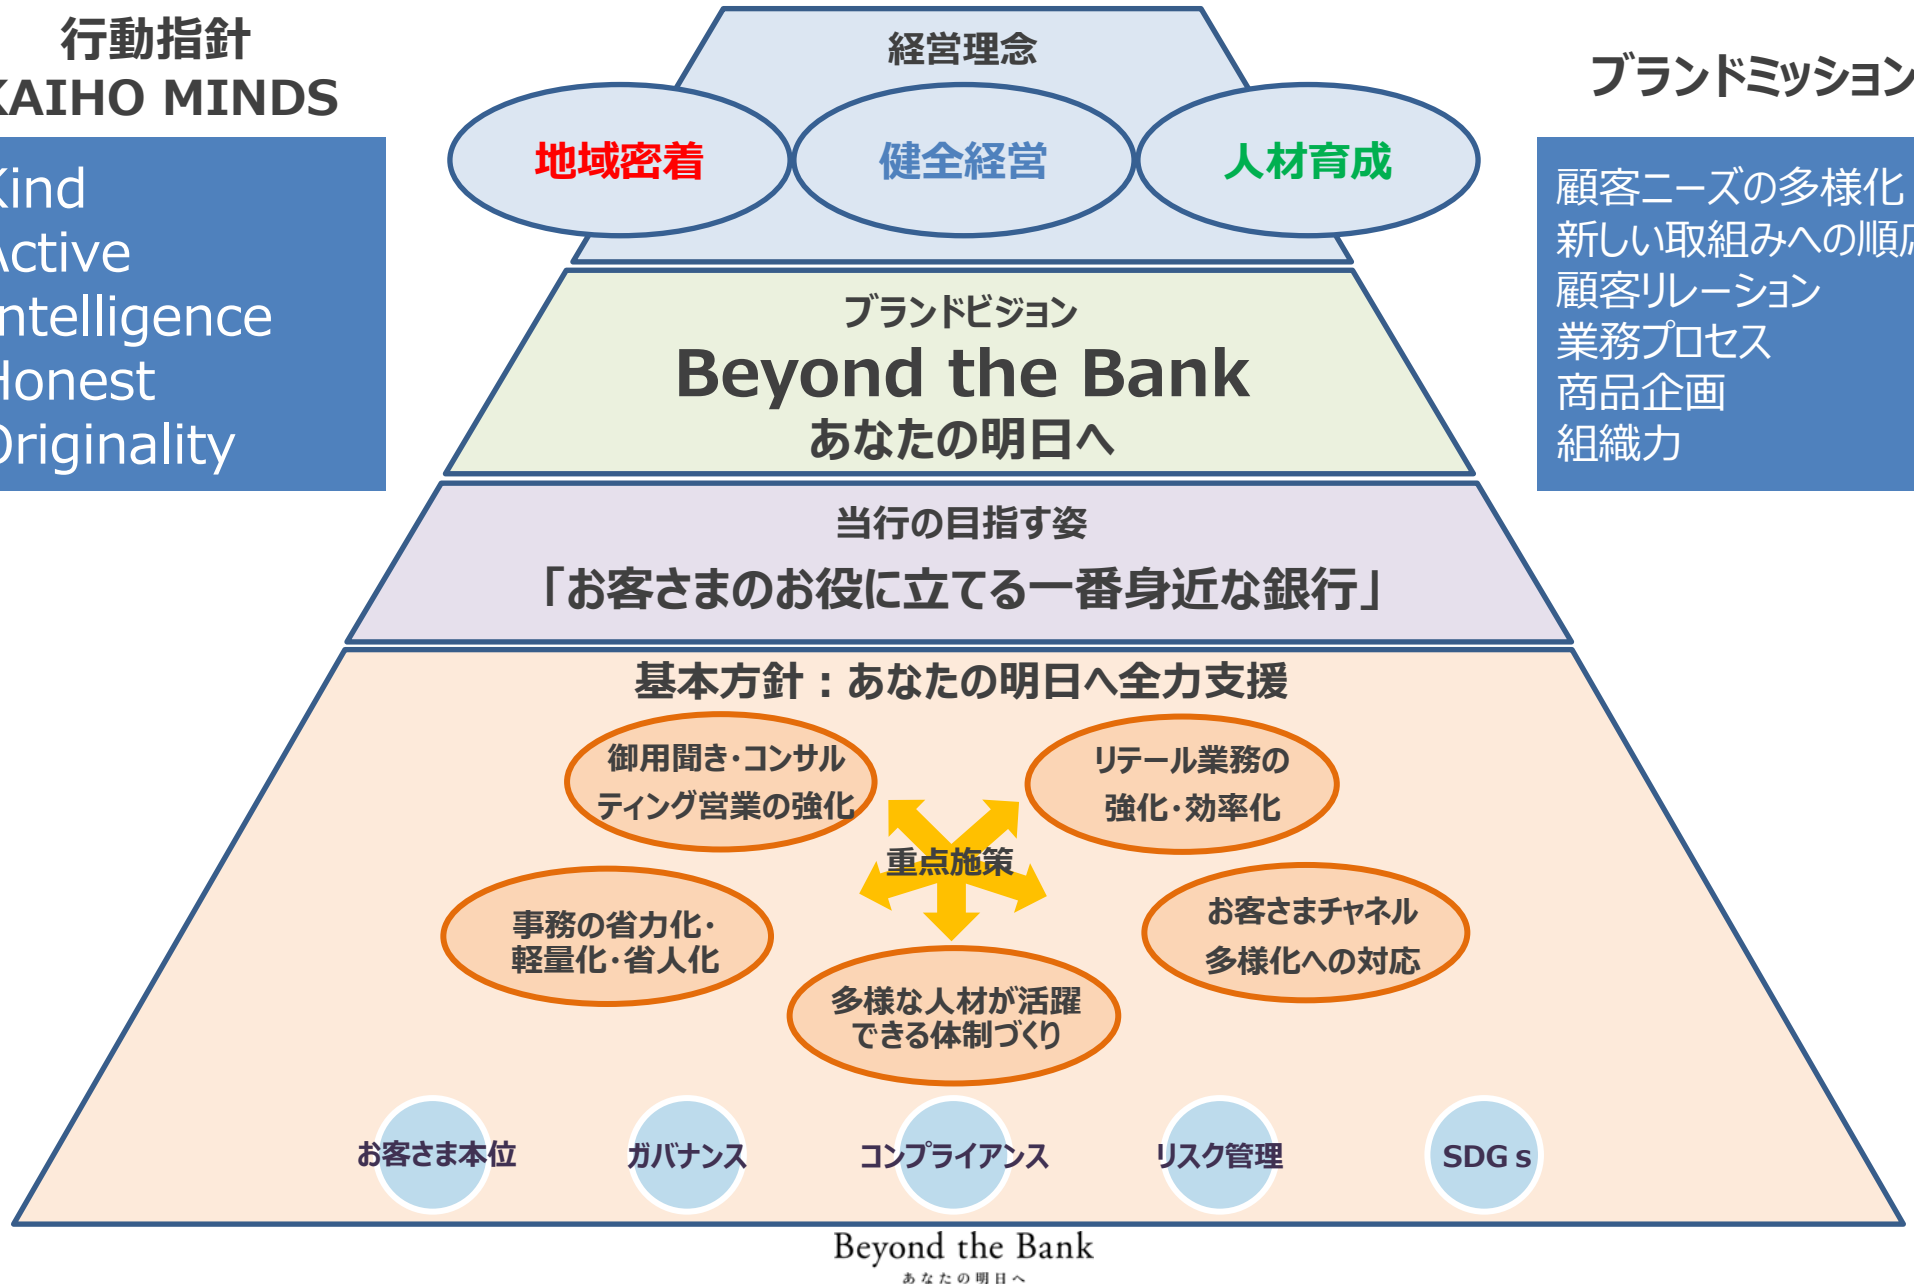 行動指針
KAIHO MINDS
Kind
Active
Intelligence
Honest
Originality
経営理念
地域密着
健全経営
人材育成
ブランドビジョン
Beyond the Bank
あなたの明日へ
当行の目指す姿
「お客さまのお役に立てる一番身近な銀行」
基本方針：あなたの明日へ全力支援
御用聞き・コンサル
ティング営業の強化
リテール業務の
強化・効率化
重点施策
事務の省力化・
軽量化・省人化
お客さまチャネル
多様化への対応
多様な人材が活躍
できる体制づくり
お客さま本位
ガバナンス
コンプライアンス
リスク管理
SDGｓ
ブランドミッション
顧客ニーズの多様化
新しい取組みへの順応
顧客リレーション
業務プロセス
商品企画
組織力
Beyond the Bank
あなたの明日へ